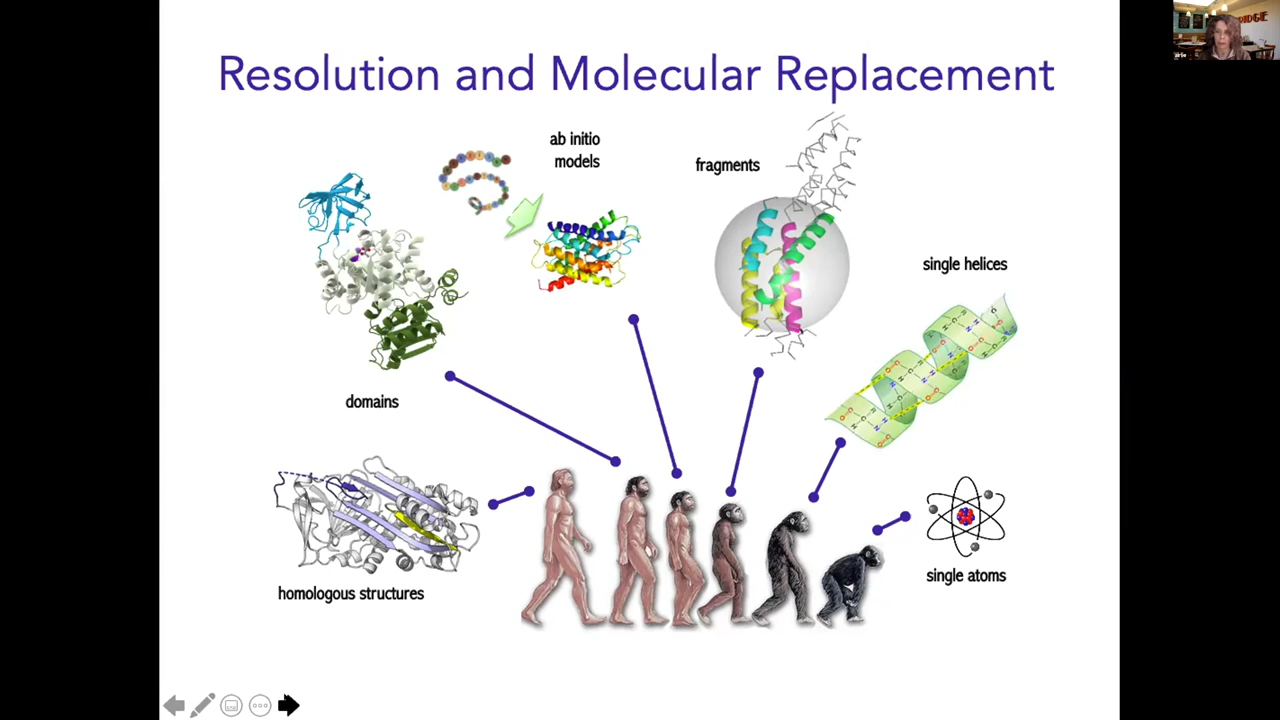 Resolution and Molecular Replacement
ab initio
models
fragments
single helices
domains
homologous structures
single atoms